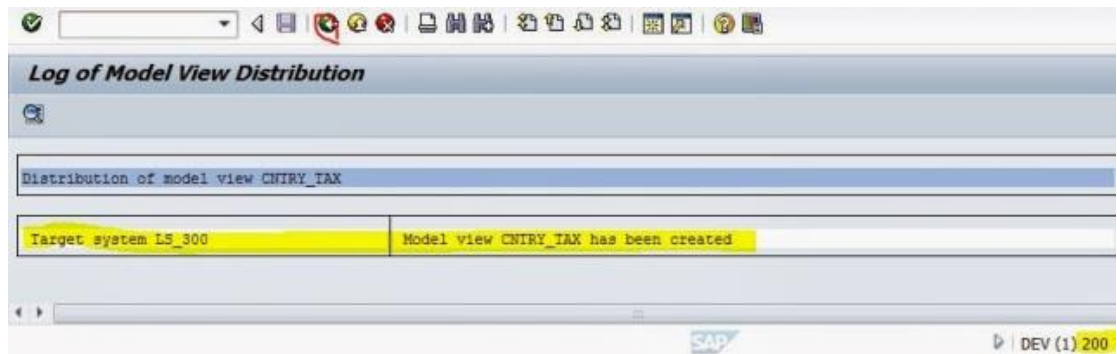 Log of Model View Distribution
Distribution of model view CNTRY_TAX
Target system LS_300 Model view CNTRY_TAX has been created
SAP DEV (1) 200